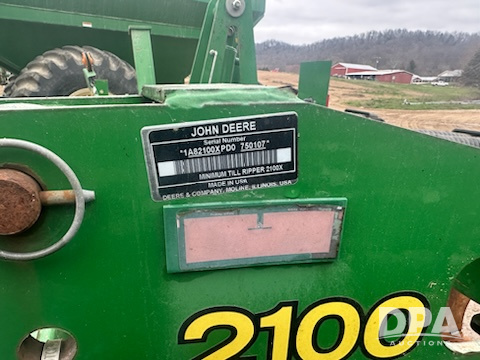 JOHN DEERE
Serial Number
*1A82100XPD0 750107*
MINIMUM TILL RIPPER 2100X
MADE IN USA
DEERE & COMPANY, MOLINE, ILLINOIS, USA
2100
DPA
AUCTIONS